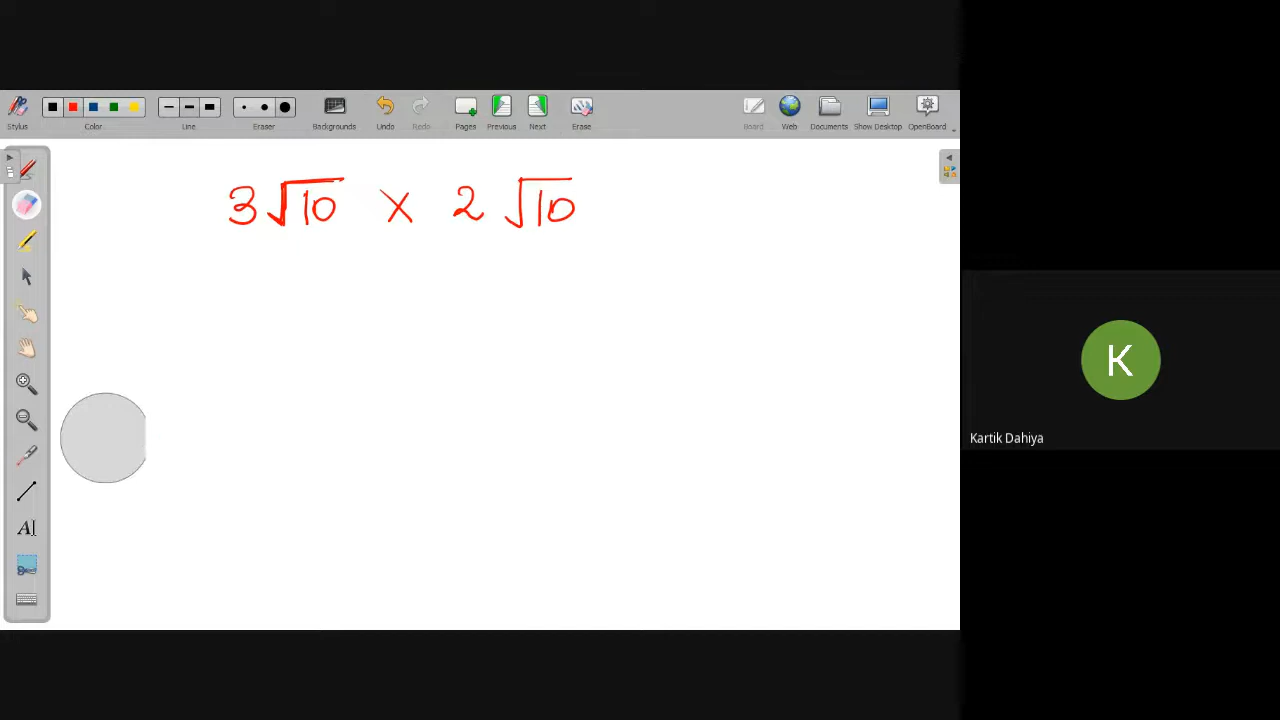 Stylus Color Line Eraser Backgrounds Undo Redo Pages Previous Next Erase Board Web Documents Show Desktop OpenBoard
3√10 × 2 √10
A
K
Kartik Dahiya